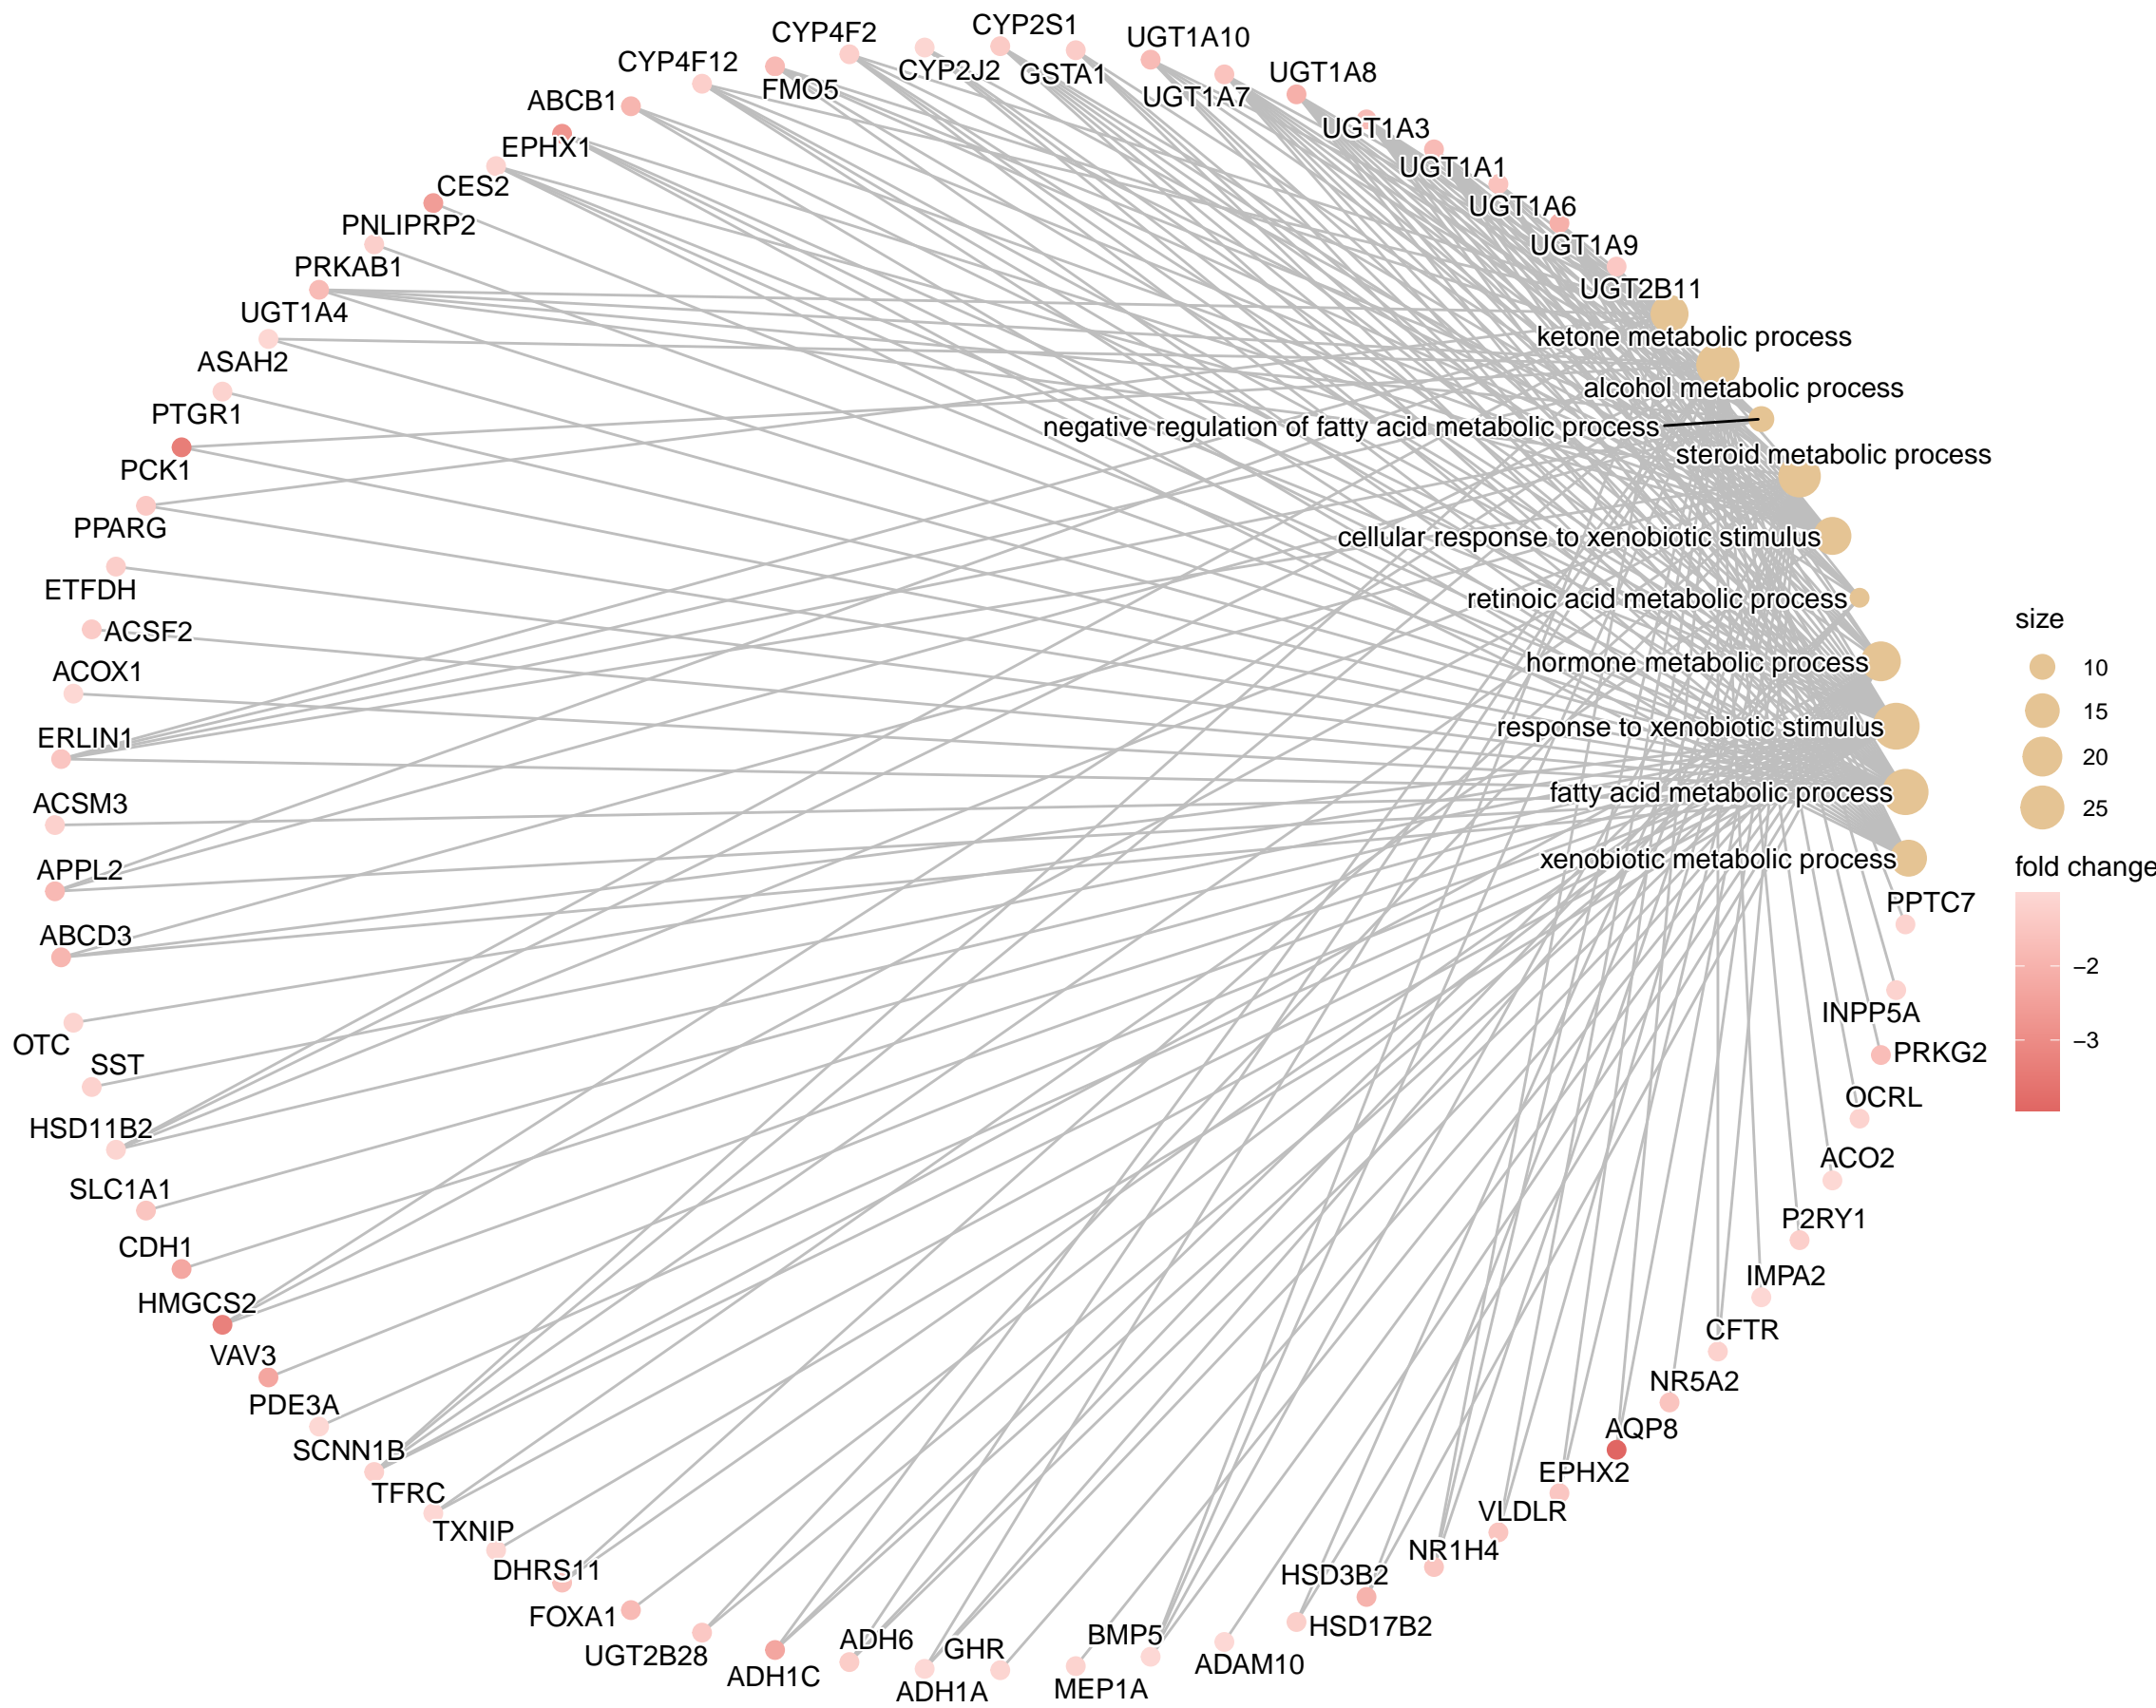 CYP2S1
CYP4F2
UGT1A10
CYP4F12
CYP2J2
GSTA1
UGT1A8
FMO5
UGT1A7
ABCB1
UGT1A3
EPHX1
UGT1A1
CES2
UGT1A6
PNLIPRP2
UGT1A9
PRKAB1
UGT2B11
UGT1A4
ketone metabolic process
ASAH2
alcohol metabolic process
PTGR1
negative regulation of fatty acid metabolic process
steroid metabolic process
PCK1
PPARG
cellular response to xenobiotic stimulus
ETFDH
retinoic acid metabolic process
ACSF2
hormone metabolic process
ACOX1
response to xenobiotic stimulus
ERLIN1
fatty acid metabolic process
ACSM3
xenobiotic metabolic process
APPL2
PPTC7
ABCD3
INPP5A
OTC
PRKG2
SST
OCRL
HSD11B2
ACO2
SLC1A1
P2RY1
CDH1
IMPA2
HMGCS2
CFTR
VAV3
NR5A2
PDE3A
AQP8
SCNN1B
EPHX2
TFRC
VLDLR
TXNIP
NR1H4
DHRS11
HSD3B2
FOXA1
HSD17B2
BMP5
ADH6
GHR
UGT2B28
ADAM10
ADH1C
MEP1A
ADH1A
size
10
15
20
25
fold change
−2
−3